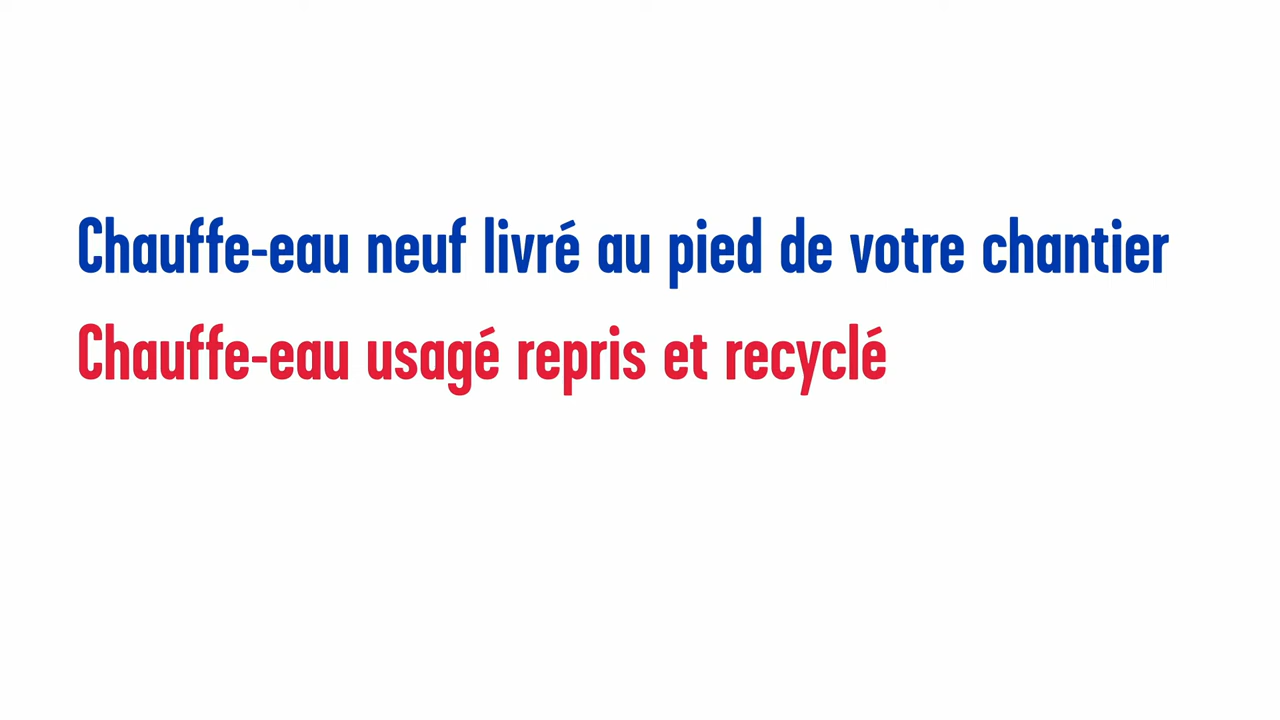 Chauffe-eau neuf livré au pied de votre chantier
Chauffe-eau usagé repris et recyclé